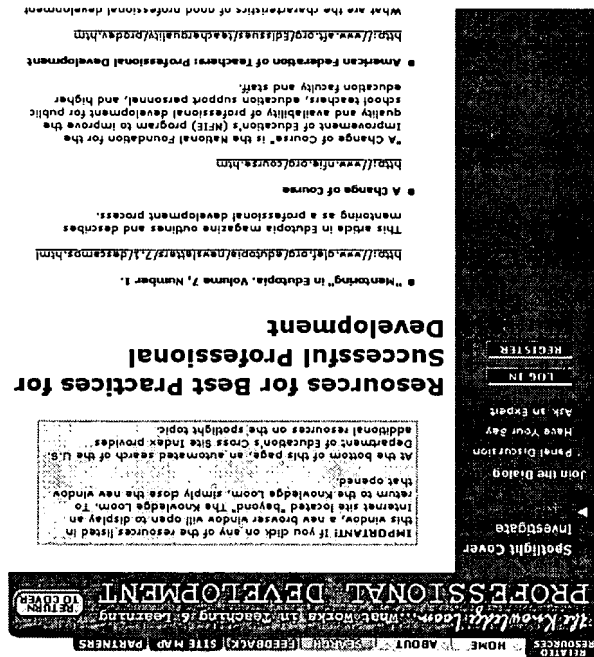 RELATED
RESOURCES
HOME ABOUT SEARCH FEEDBACK SITE MAP PARTNERS
the Knowledge Loom: What Works in Teaching & Learning
PROFESSIONAL DEVELOPMENT
RETURN
TO COVER
Spotlight Cover
Investigate
Join the Dialog
Panel Discussion
Have Your Say
Ask an Expert
LOG IN
REGISTER
IMPORTANT! If you click on any of the resources listed in
this window, a new browser window will open to display an
Internet site located "beyond" The Knowledge Loom. To
return to the Knowledge Loom, simply close the new window
that opened.
At the bottom of this page, an automated search of the U.S.
Department of Education's Cross Site Index provides
additional resources on the spotlight topic.
Resources for Best Practices for
Successful Professional
Development
"Mentoring" in Edutopia. Volume 7, Number 1.
http://www.glef.org/edutopia/newsletters/7.1/descamps.html
This article in Edutopia magazine outlines and describes
mentoring as a professional development process.
A Change of Course
http://www.nfie.org/course.htm
"A Change of Course" is the National Foundation for the
Improvement of Education's (NFIE) program to improve the
quality and availability of professional development for public
school teachers, education support personnel, and higher
education faculty and staff.
American Federation of Teachers: Professional Development
http://www.aft.org/Edissues/teacherquality/prodev.htm
What are the characteristics of good professional development